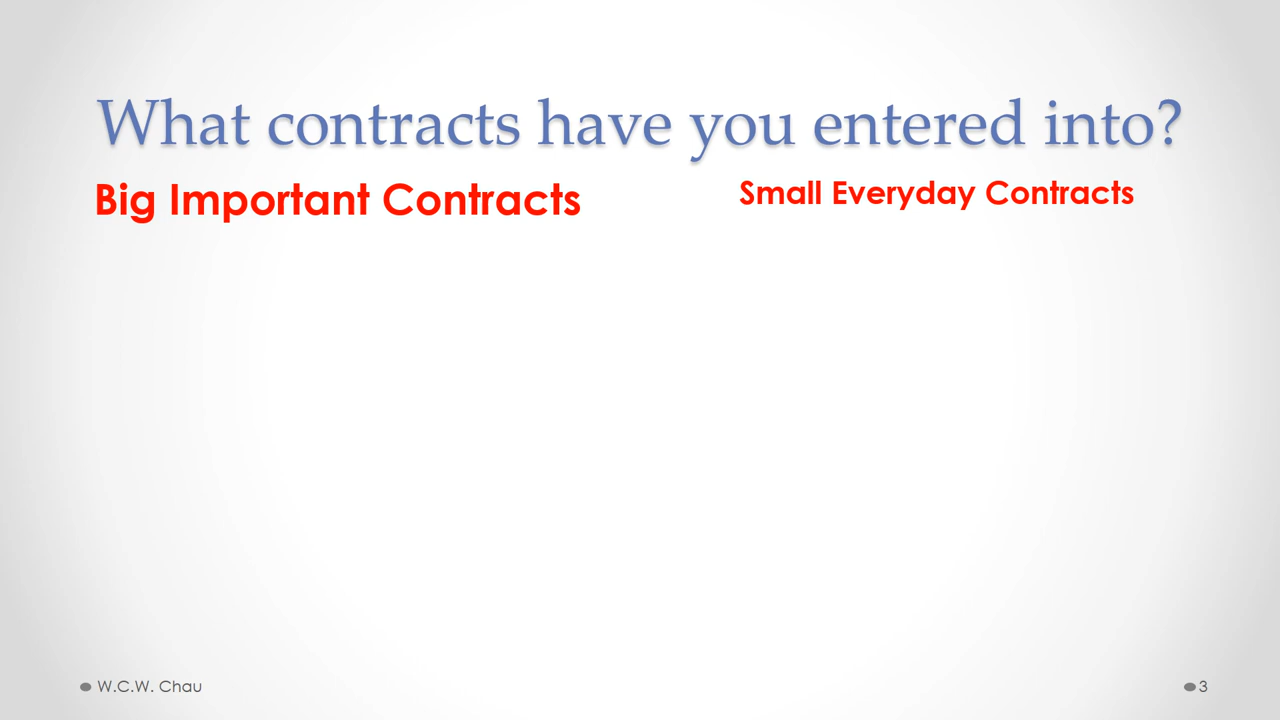 What contracts have you entered into?
Big Important Contracts
Small Everyday Contracts
W.C.W. Chau
3